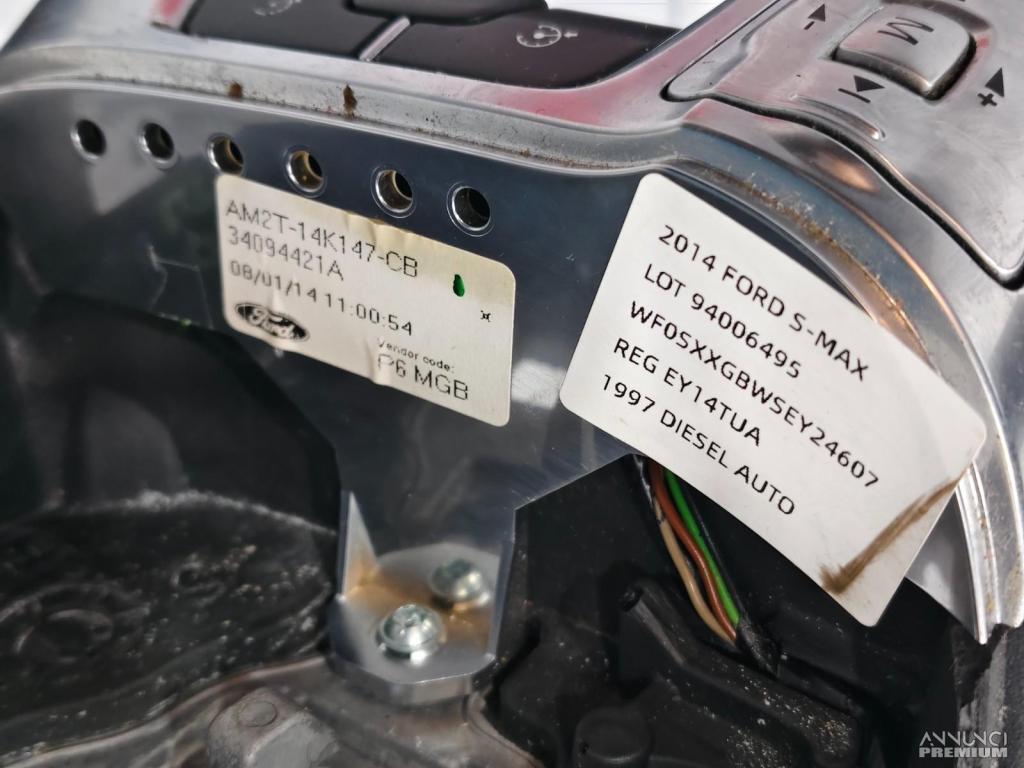 M
+
AM2T-14K147-CB
34094421A
08/01/14 11:00:54
Ford
Vendor code:
P6 MGB
2014 FORD S-MAX
LOT 94006495
WF0SXXGBWSEY24607
REG EY14TUA
1997 DIESEL AUTO
ANNUNCI
PREMIUM